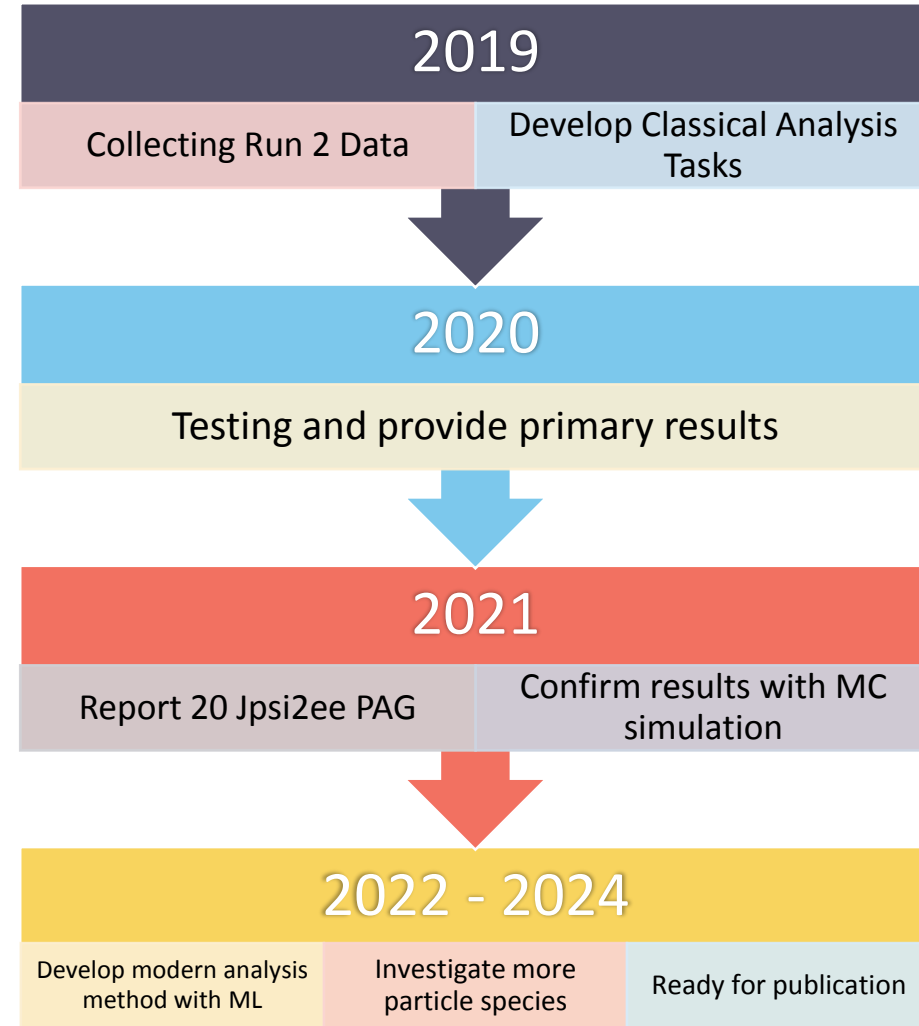 2019
Collecting Run 2 Data
Develop Classical Analysis
Tasks
2020
Testing and provide primary results
2021
Report 20 Jpsi2ee PAG
Confirm results with MC
simulation
2022 - 2024
Develop modern analysis
method with ML
Investigate more
particle species
Ready for publication